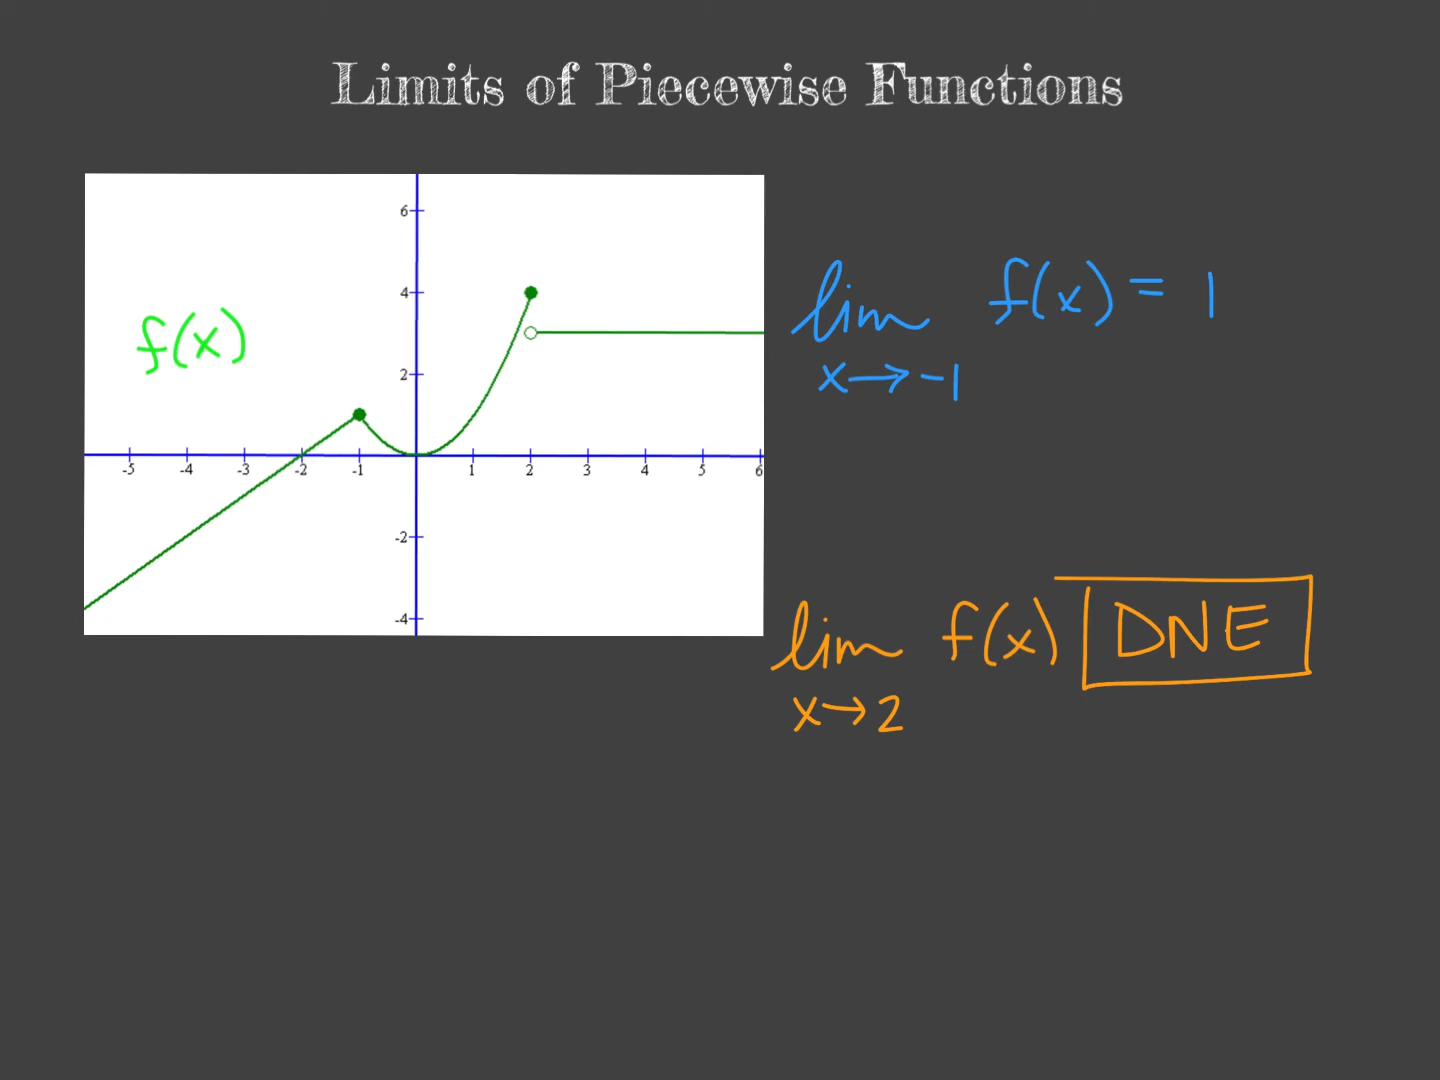 Limits of Piecewise Functions
6
4
2
-2
-4
-5 -4 -3 -2 -1 1 2 3 4 5 6
f(x)
lim f(x) = 1
x→-1
lim f(x) DNE
x→2